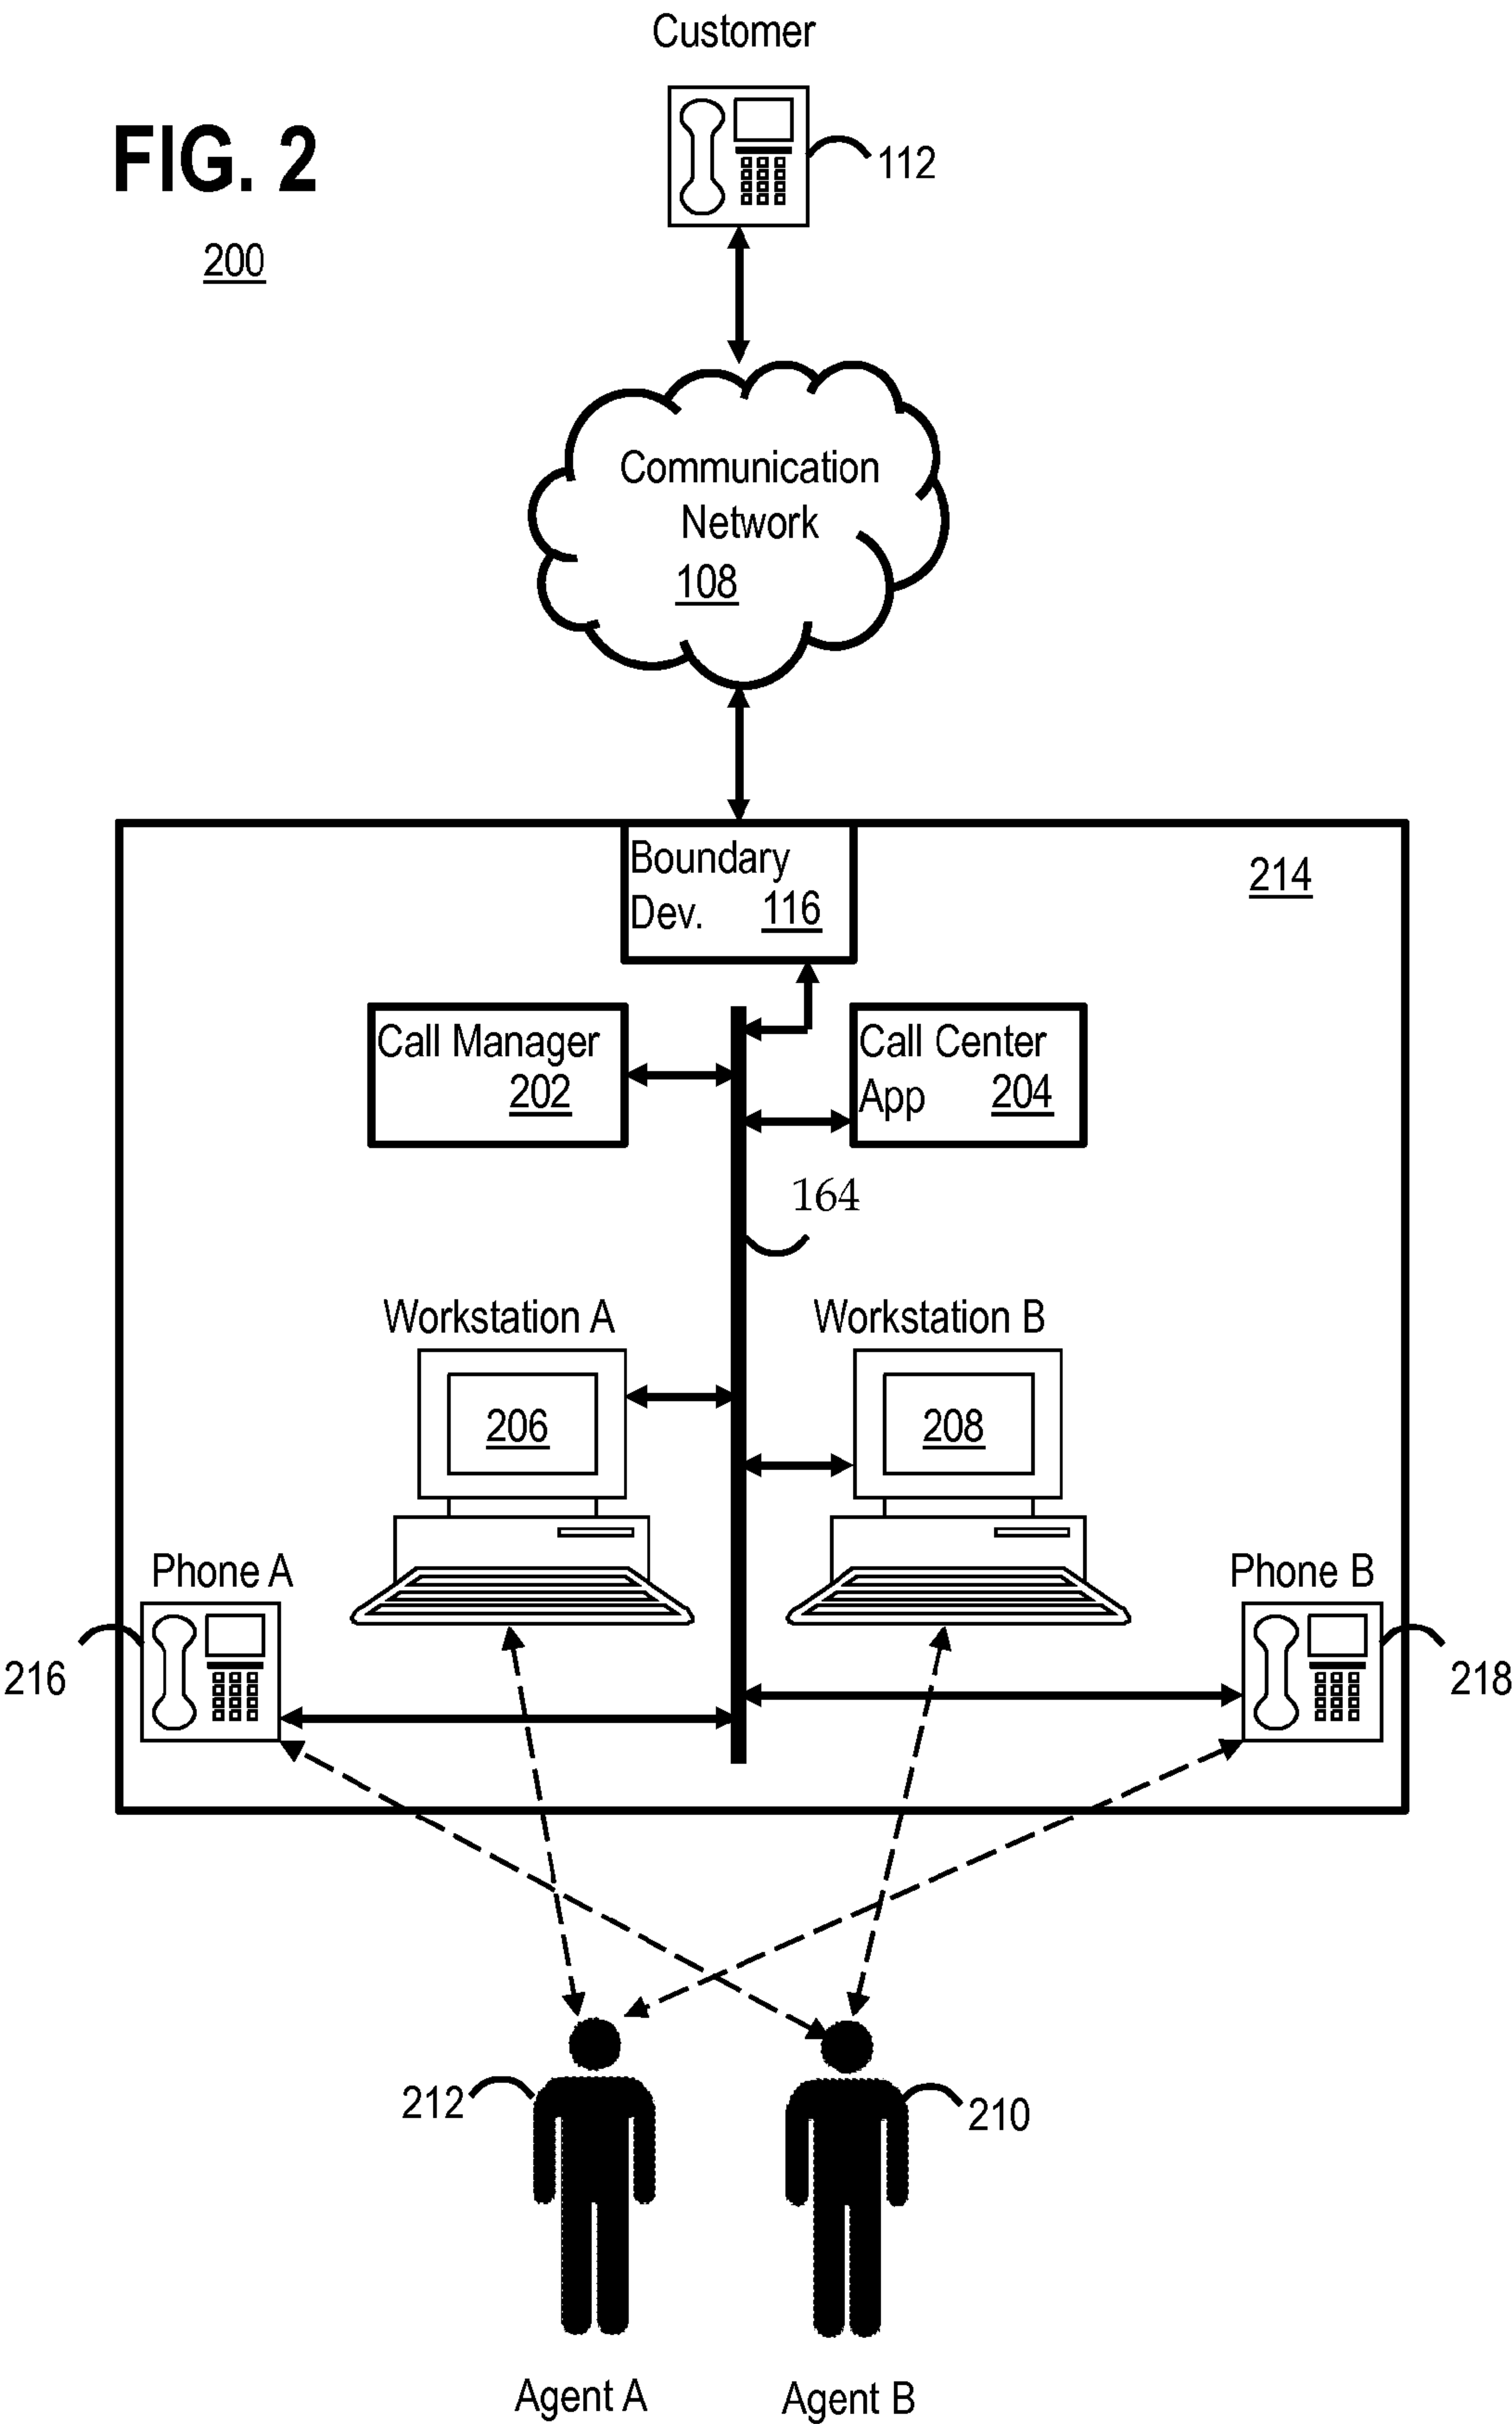 Customer
FIG. 2
112
200
Communication
Network
108
Boundary
Dev. 116
214
Call Manager
202
Call Center
App 204
164
Workstation A
Workstation B
206
208
Phone A
Phone B
216
218
212
210
Agent A
Agent B